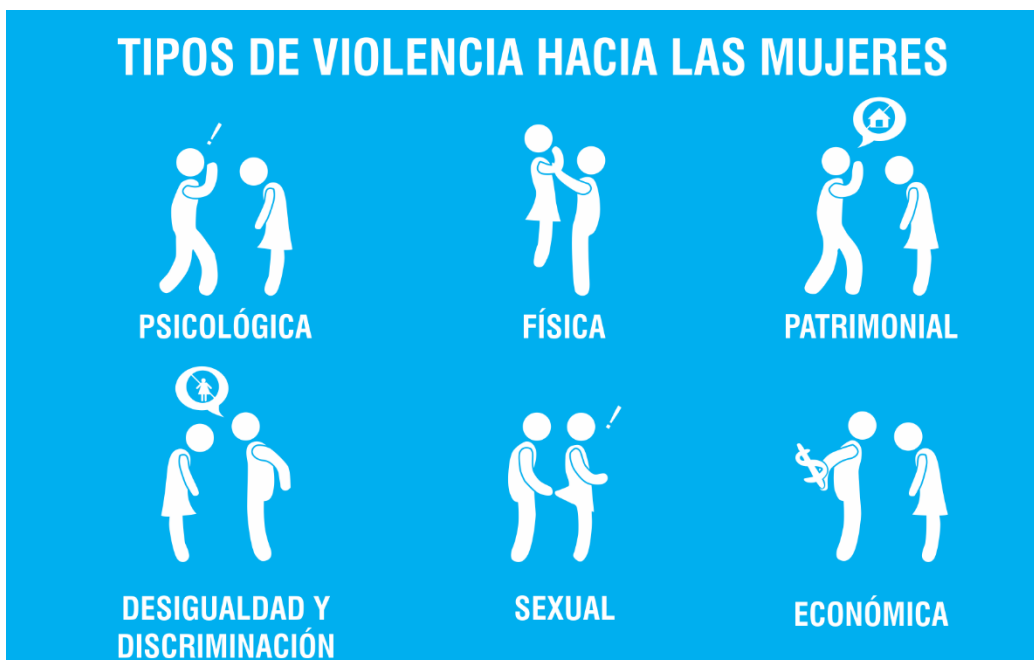 TIPOS DE VIOLENCIA HACIA LAS MUJERES
!
PSICOLÓGICA
FÍSICA
PATRIMONIAL
!
$
DESIGUALDAD Y
DISCRIMINACIÓN
SEXUAL
ECONÓMICA